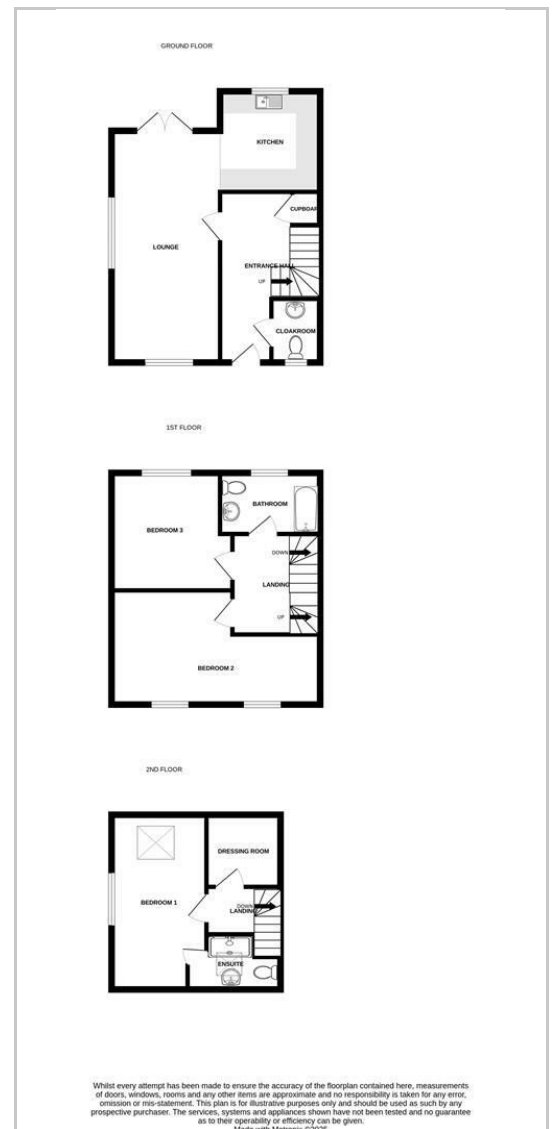 GROUND FLOOR
KITCHEN
CUPBOAR
LOUNGE
ENTRANCE HALL
UP
CLOAKROOM
1ST FLOOR
BATHROOM
BEDROOM 3
DOWN
LANDING
UP
BEDROOM 2
2ND FLOOR
DRESSING ROOM
BEDROOM 1
DOWN
LANDING
ENSUITE
Whilst every attempt has been made to ensure the accuracy of the floorplan contained here, measurements
of doors, windows, rooms and any other items are approximate and no responsibility is taken for any error,
omission or mis-statement. This plan is for illustrative purposes only and should be used as such by any
prospective purchaser. The services, systems and appliances shown have not been tested and no guarantee
as to their operability or efficiency can be given.
Made with Metropix ©2025